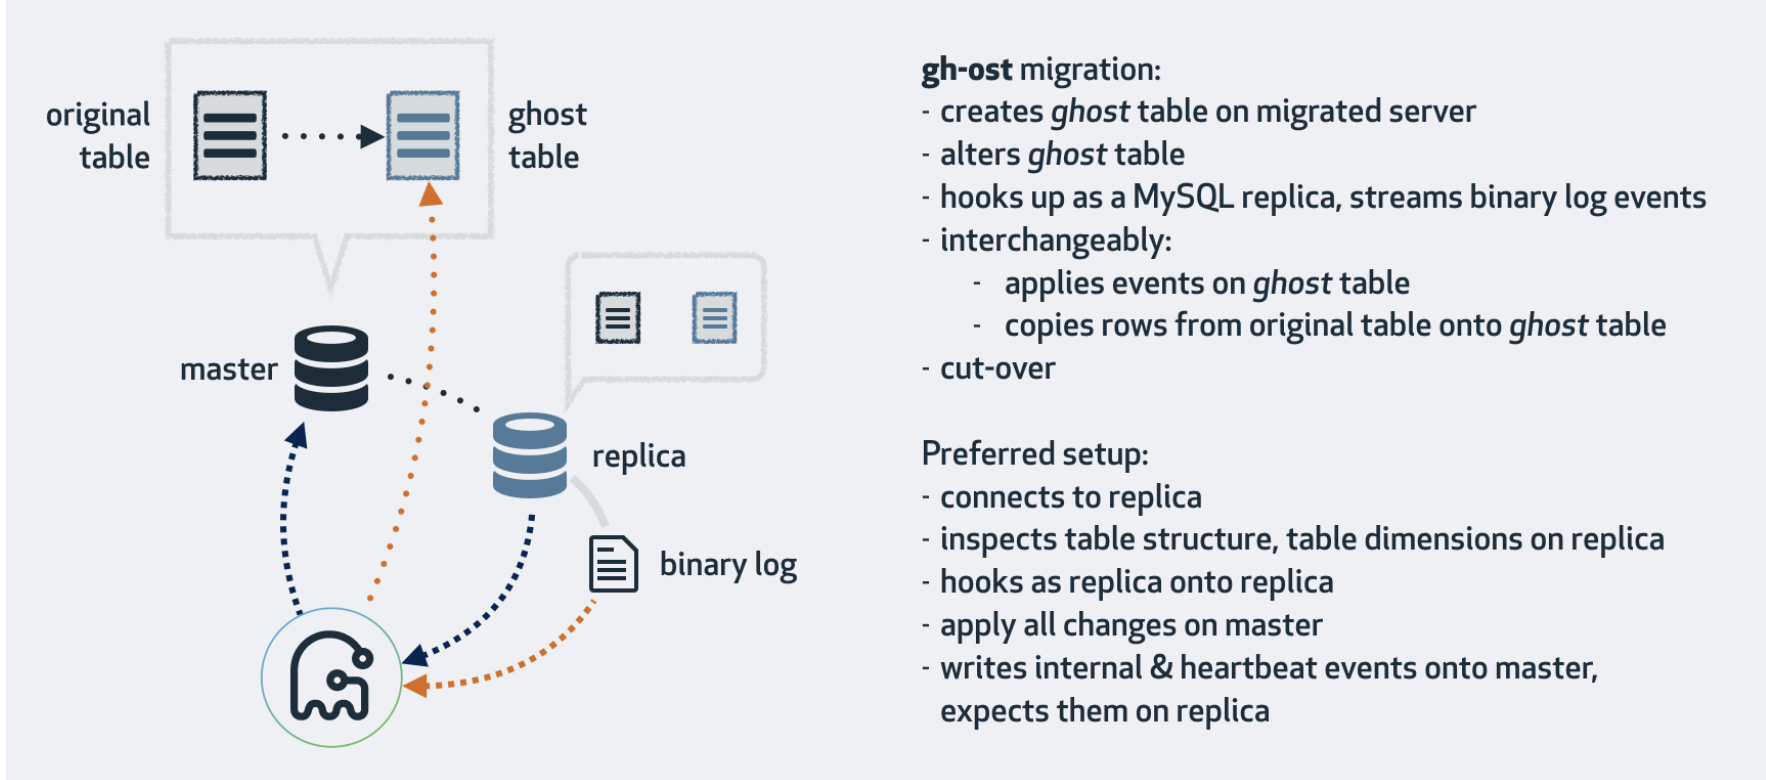 original
table
ghost
table
master
replica
binary log
gh-ost migration:
- creates ghost table on migrated server
- alters ghost table
- hooks up as a MySQL replica, streams binary log events
- interchangeably:
- applies events on ghost table
- copies rows from original table onto ghost table
- cut-over
Preferred setup:
- connects to replica
- inspects table structure, table dimensions on replica
- hooks as replica onto replica
- apply all changes on master
- writes internal & heartbeat events onto master,
expects them on replica